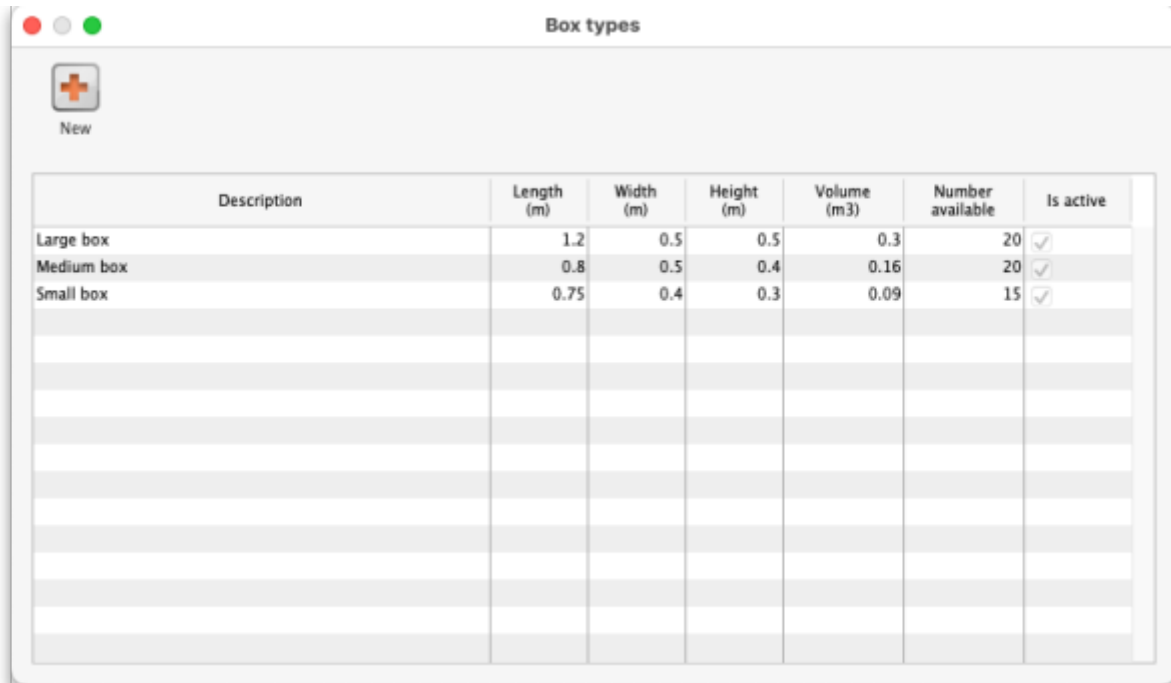 Box types
New
Description Length (m) Width (m) Height (m) Volume (m3) Number available Is active
Large box 1.2 0.5 0.5 0.3 20
Medium box 0.8 0.5 0.4 0.16 20
Small box 0.75 0.4 0.3 0.09 15